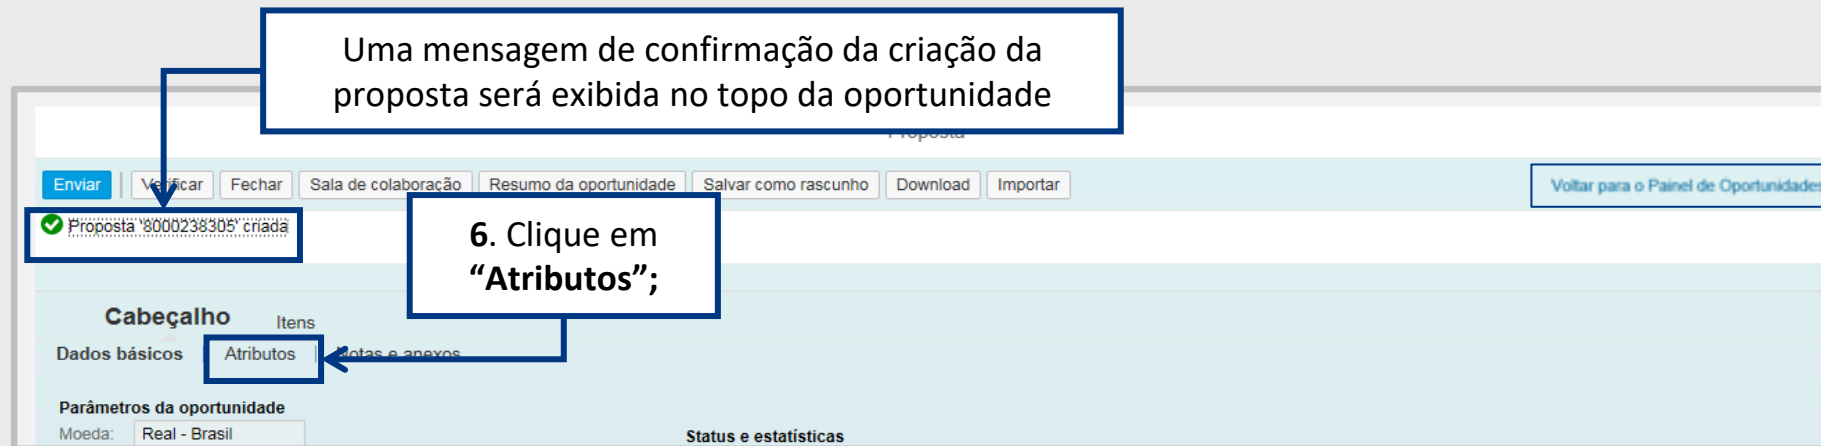 Uma mensagem de confirmação da criação da
proposta será exibida no topo da oportunidade
Proposta
Enviar Verificar Fechar Sala de colaboração Resumo da oportunidade Salvar como rascunho Download Importar Voltar para o Painel de Oportunidades
Proposta '8000238305' criada
6. Clique em
“Atributos”;
Cabeçalho Itens
Dados básicos Atributos Notas e anexos
Parâmetros da oportunidade
Moeda: Real - Brasil
Status e estatísticas